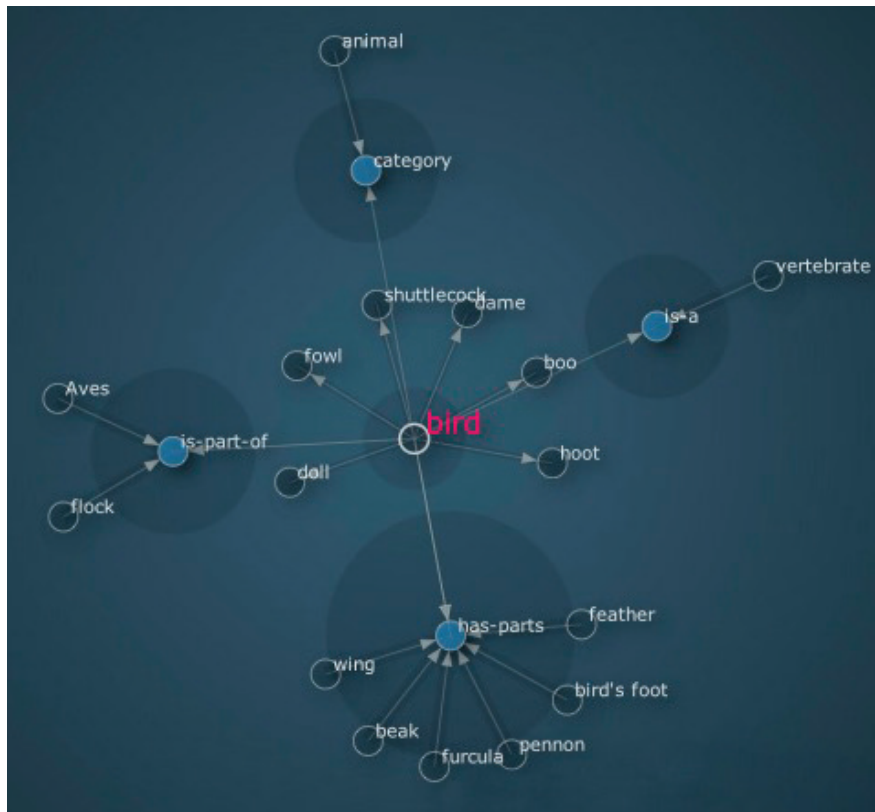 animal
category
vertebrate
shuttlecock
dame
is-a
fowl
boo
Aves
bird
is-part-of
hoot
doll
flock
feather
has-parts
wing
bird's foot
beak
pennon
furcula